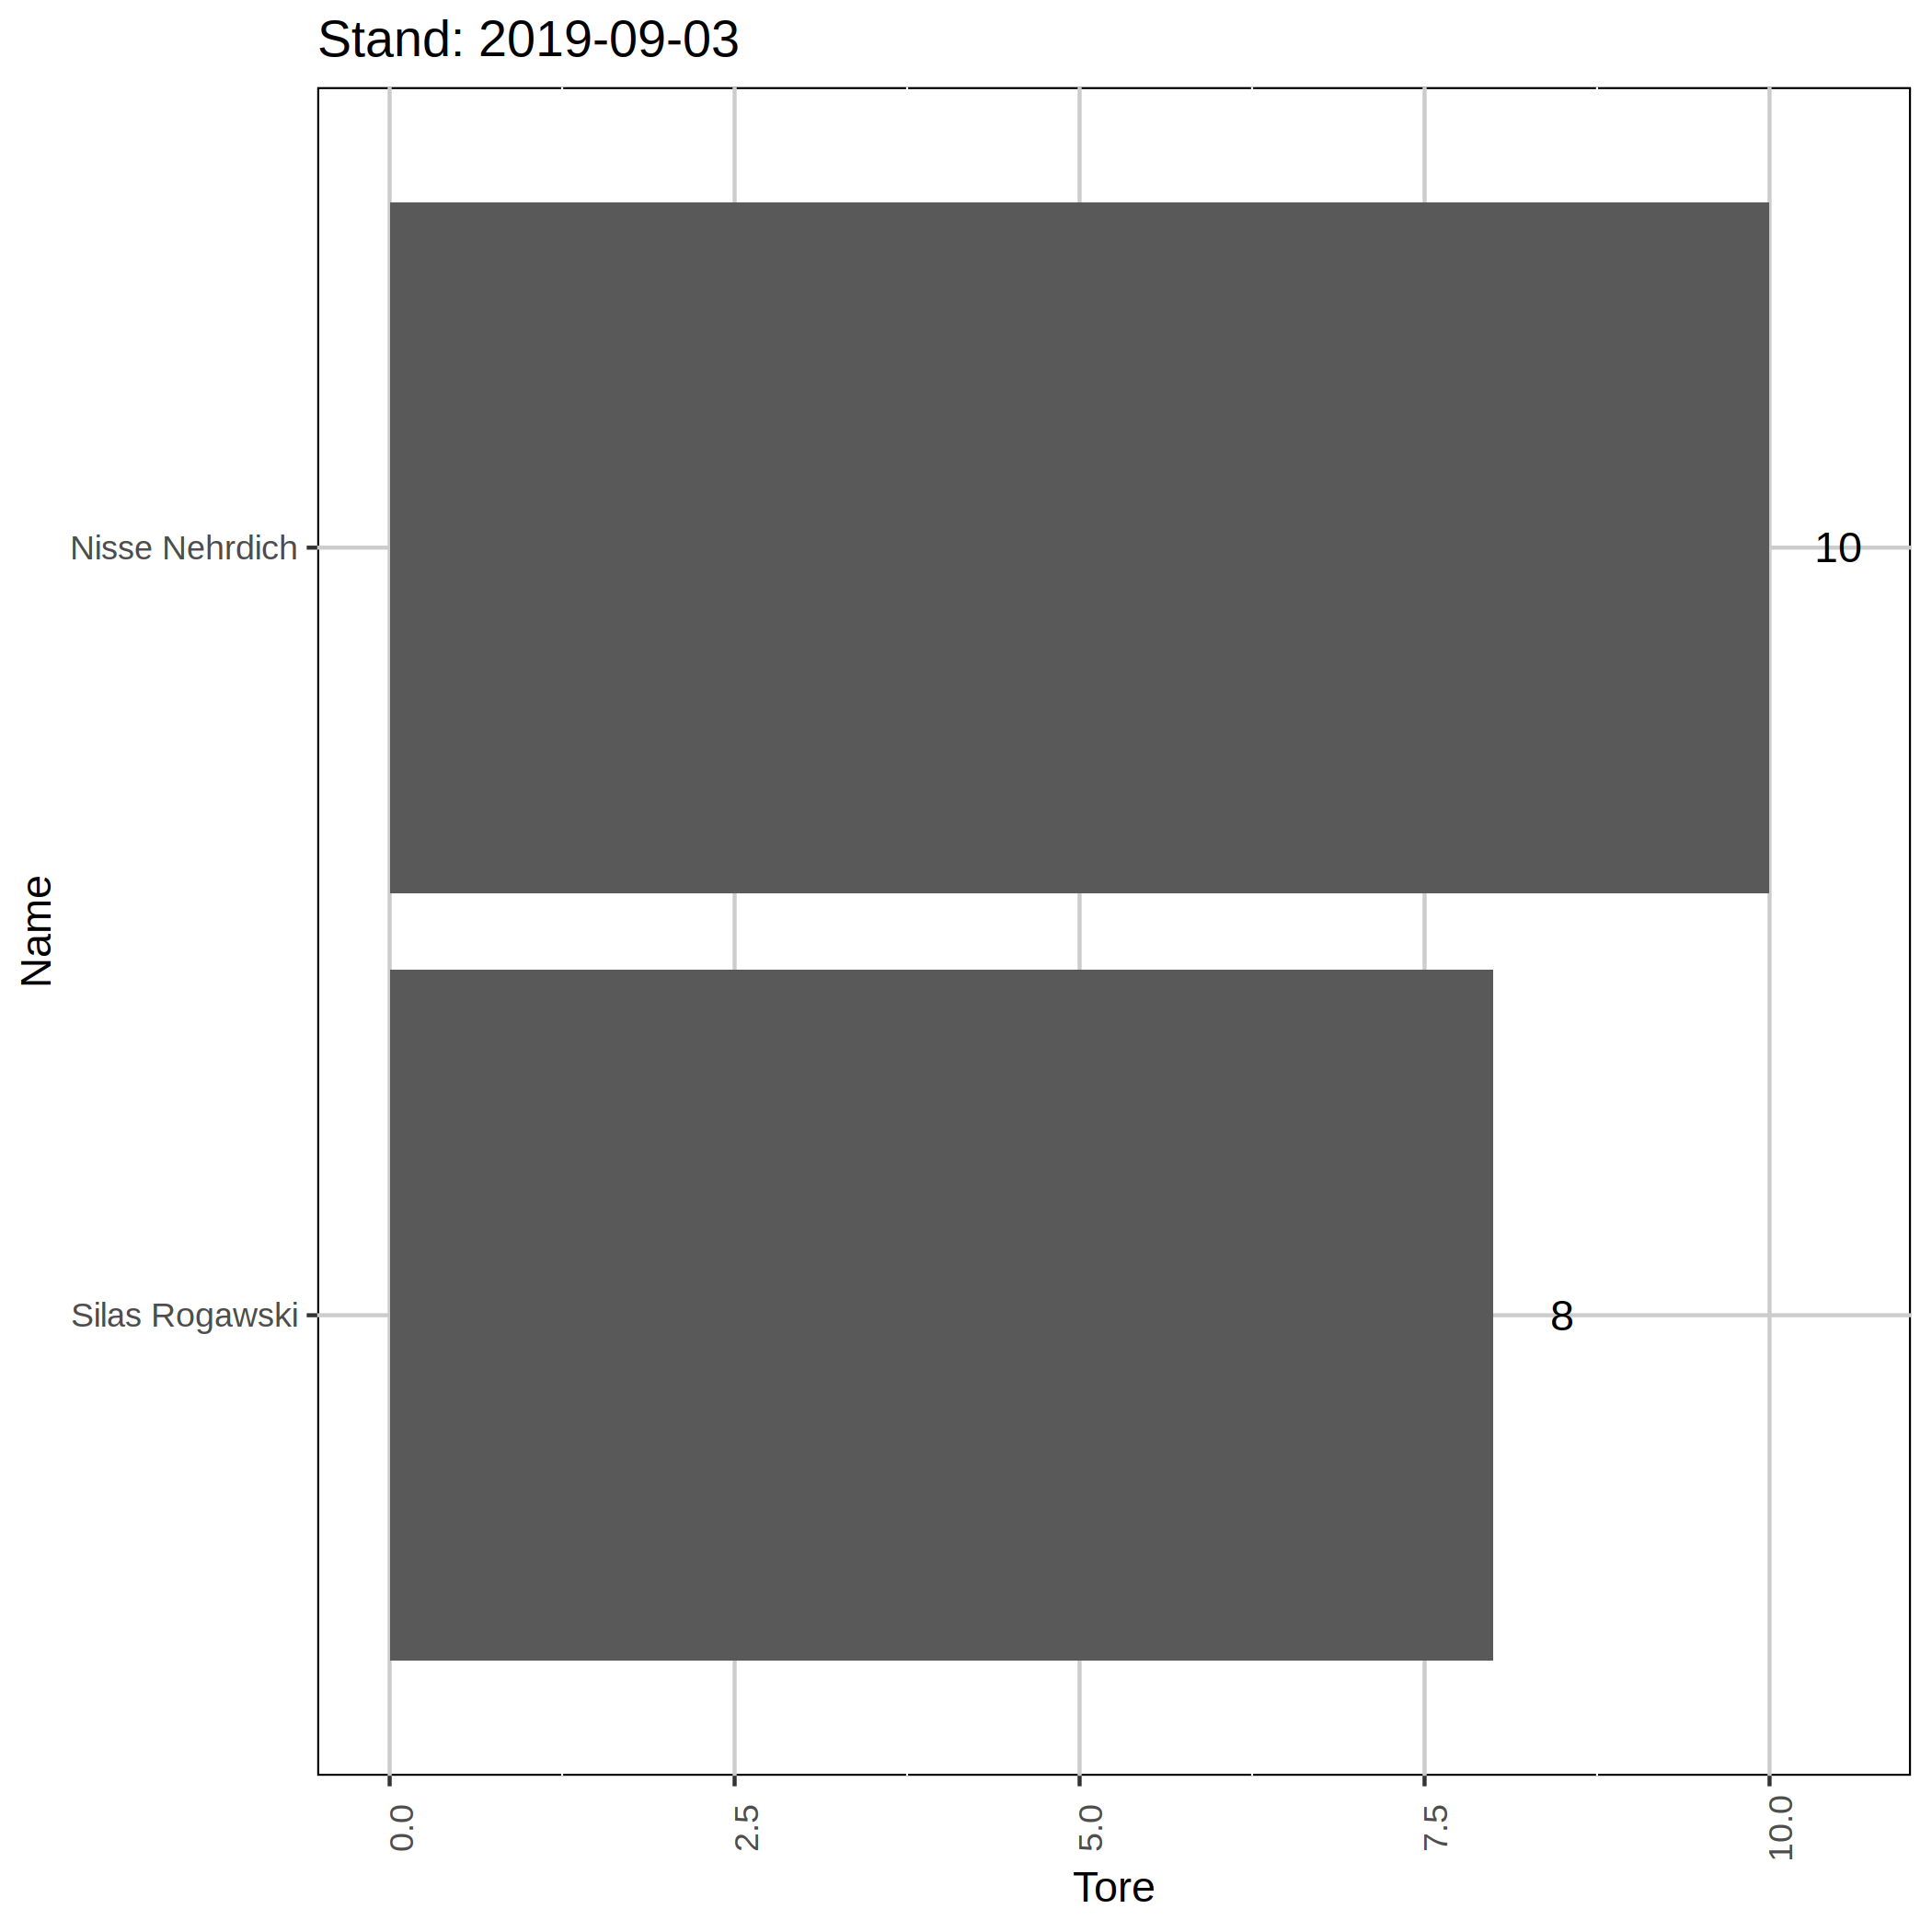 Stand: 2019-09-03
Name
Nisse Nehrdich
10
Silas Rogawski
8
0.0
2.5
5.0
7.5
10.0
Tore